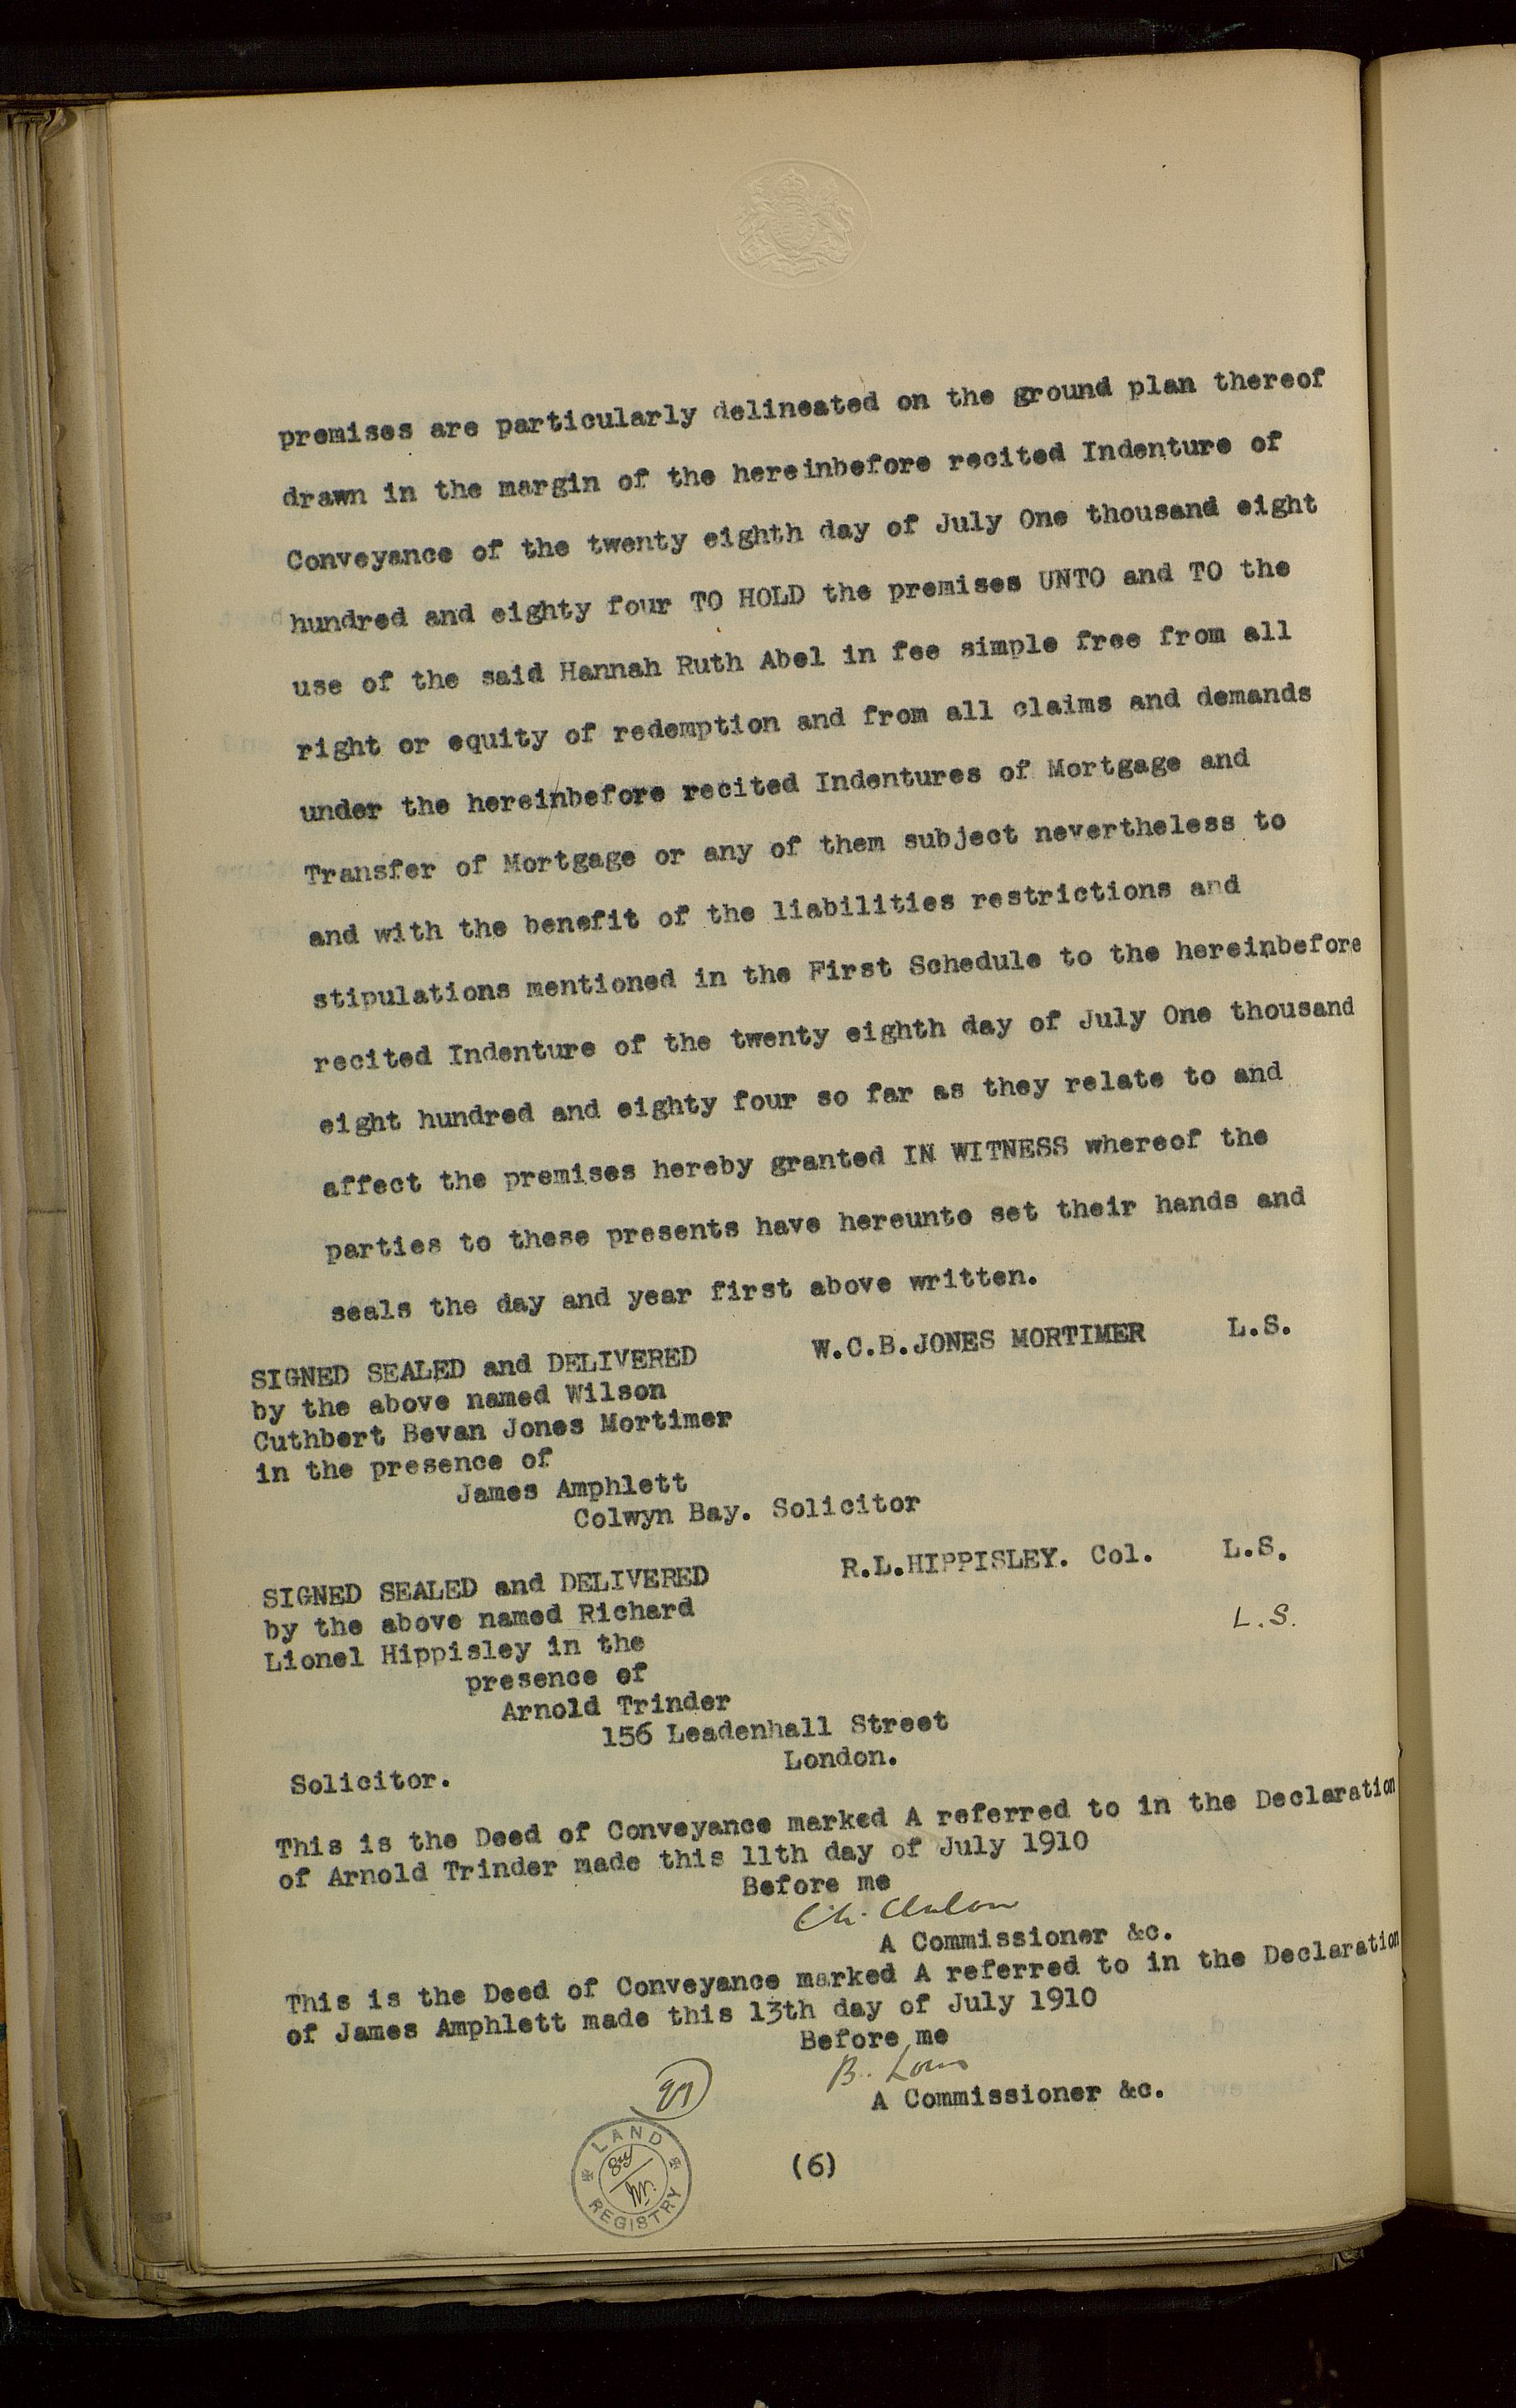 premises are particularly delineated on the ground plan thereof
drawn in the margin of the hereinbefore recited Indenture of
Conveyance of the twenty eighth day of July One thousand eight
hundred and eighty four TO HOLD the premises UNTO and TO the
use of the said Hannah Ruth Abel in fee simple free from all
right or equity of redemption and from all claims and demands
under the hereinbefore recited Indentures of Mortgage and
Transfer of Mortgage or any of them subject nevertheless to
and with the benefit of the liabilities restrictions and
stipulations mentioned in the First Schedule to the hereinbefore
recited Indenture of the twenty eighth day of July One thousand
eight hundred and eighty four so far as they relate to and
affect the premises hereby granted IN WITNESS whereof the
parties to these presents have hereunto set their hands and
seals the day and year first above written.
SIGNED SEALED and DELIVERED W.C.B.JONES MORTIMER L.S.
by the above named Wilson
Cuthbert Bevan Jones Mortimer
in the presence of
James Amphlett
Colwyn Bay. Solicitor
SIGNED SEALED and DELIVERED R.L.HIPPISLEY. Col. L.S.
by the above named Richard L.S.
Lionel Hippisley in the
presence of
Arnold Trinder
156 Leadenhall Street
London.
Solicitor.
This is the Deed of Conveyance marked A referred to in the Declaration
of Arnold Trinder made this 11th day of July 1910
Before me
A Commissioner &c.
This is the Deed of Conveyance marked A referred to in the Declaration
of James Amphlett made this 13th day of July 1910
Before me
B.
A Commissioner &c.
LAND
REGISTRY
(6)